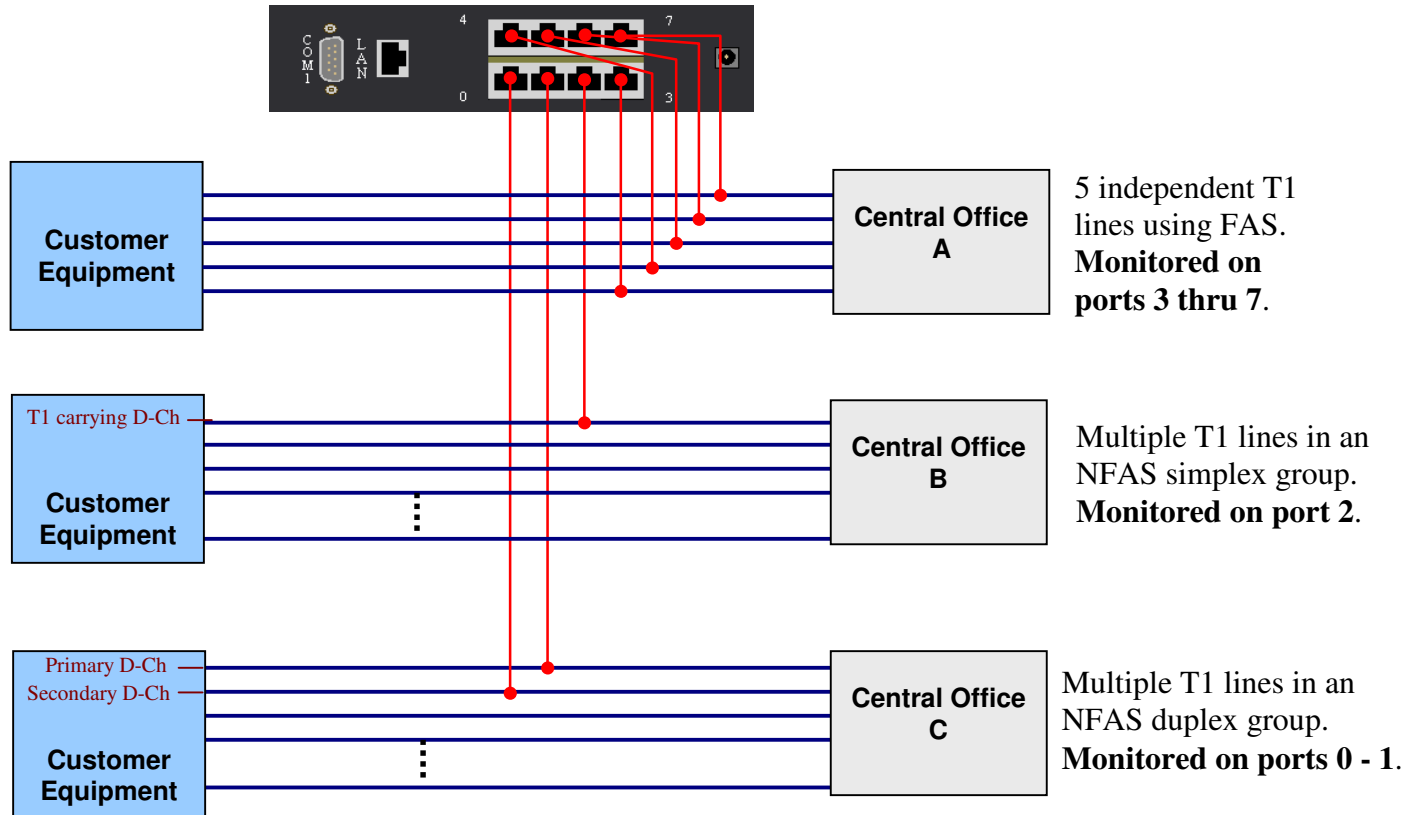 COM1
LAN
4
7
0
3
Customer
Equipment
Central Office
A
5 independent T1
lines using FAS.
Monitored on
ports 3 thru 7.
T1 carrying D-Ch
Customer
Equipment
Central Office
B
Multiple T1 lines in an
NFAS simplex group.
Monitored on port 2.
Primary D-Ch
Secondary D-Ch
Customer
Equipment
Central Office
C
Multiple T1 lines in an
NFAS duplex group.
Monitored on ports 0 - 1.